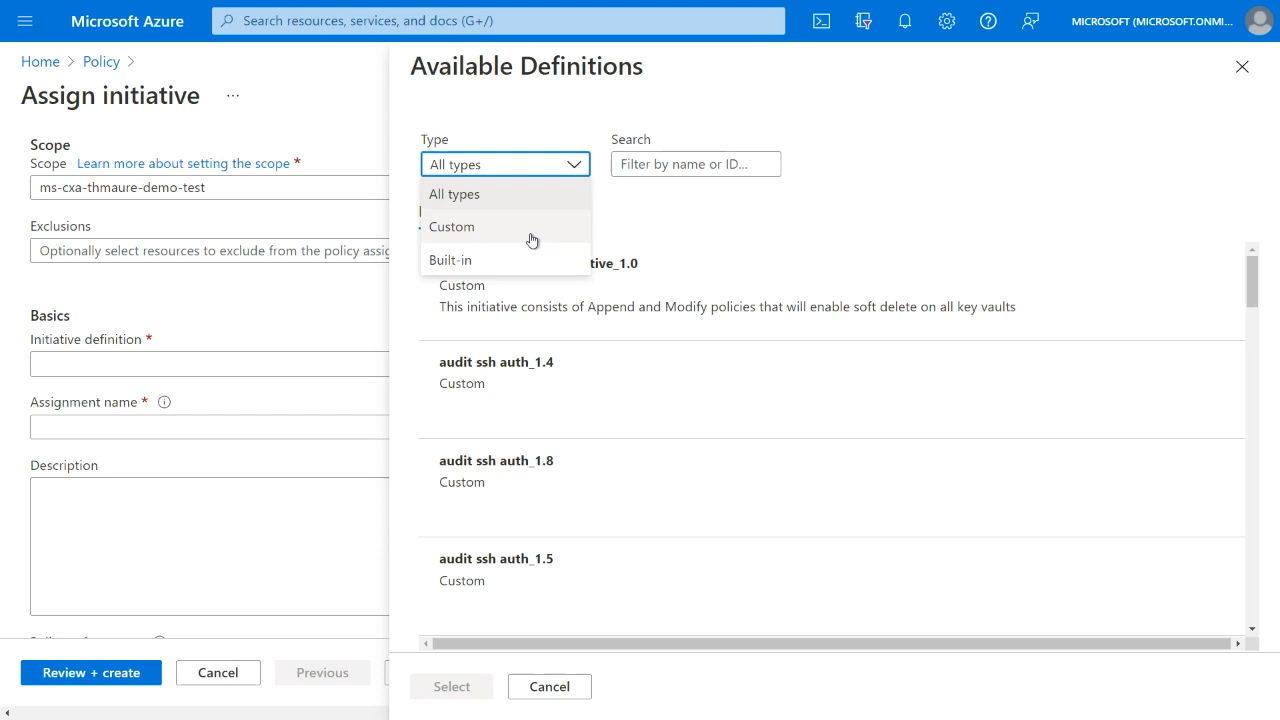 Microsoft Azure
Search resources, services, and docs (G+/)
MICROSOFT (MICROSOFT.ONMI...
Home > Policy >
Assign initiative ...
Scope
Scope Learn more about setting the scope *
ms-cxa-thmaure-demo-test
Exclusions
Optionally select resources to exclude from the policy assig
Basics
Initiative definition *
Assignment name *
Description
Review + create
Cancel
Previous
Available Definitions
Type
Search
All types
Filter by name or ID...
All types
Custom
Built-in
tive_1.0
Custom
This initiative consists of Append and Modify policies that will enable soft delete on all key vaults
audit ssh auth_1.4
Custom
audit ssh auth_1.8
Custom
audit ssh auth_1.5
Custom
Select
Cancel